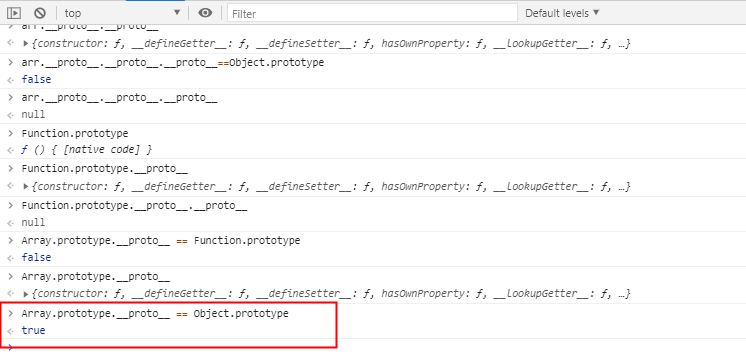 top
Filter
Default levels
arr.__proto__.__proto__
{constructor: ƒ, __defineGetter__: ƒ, __defineSetter__: ƒ, hasOwnProperty: ƒ, __lookupGetter__: ƒ, …}
arr.__proto__.__proto__.__proto__==Object.prototype
false
arr.__proto__.__proto__.__proto__
null
Function.prototype
ƒ () { [native code] }
Function.prototype.__proto__
{constructor: ƒ, __defineGetter__: ƒ, __defineSetter__: ƒ, hasOwnProperty: ƒ, __lookupGetter__: ƒ, …}
Function.prototype.__proto__.__proto__
null
Array.prototype.__proto__ == Function.prototype
false
Array.prototype.__proto__
{constructor: ƒ, __defineGetter__: ƒ, __defineSetter__: ƒ, hasOwnProperty: ƒ, __lookupGetter__: ƒ, …}
Array.prototype.__proto__ == Object.prototype
true